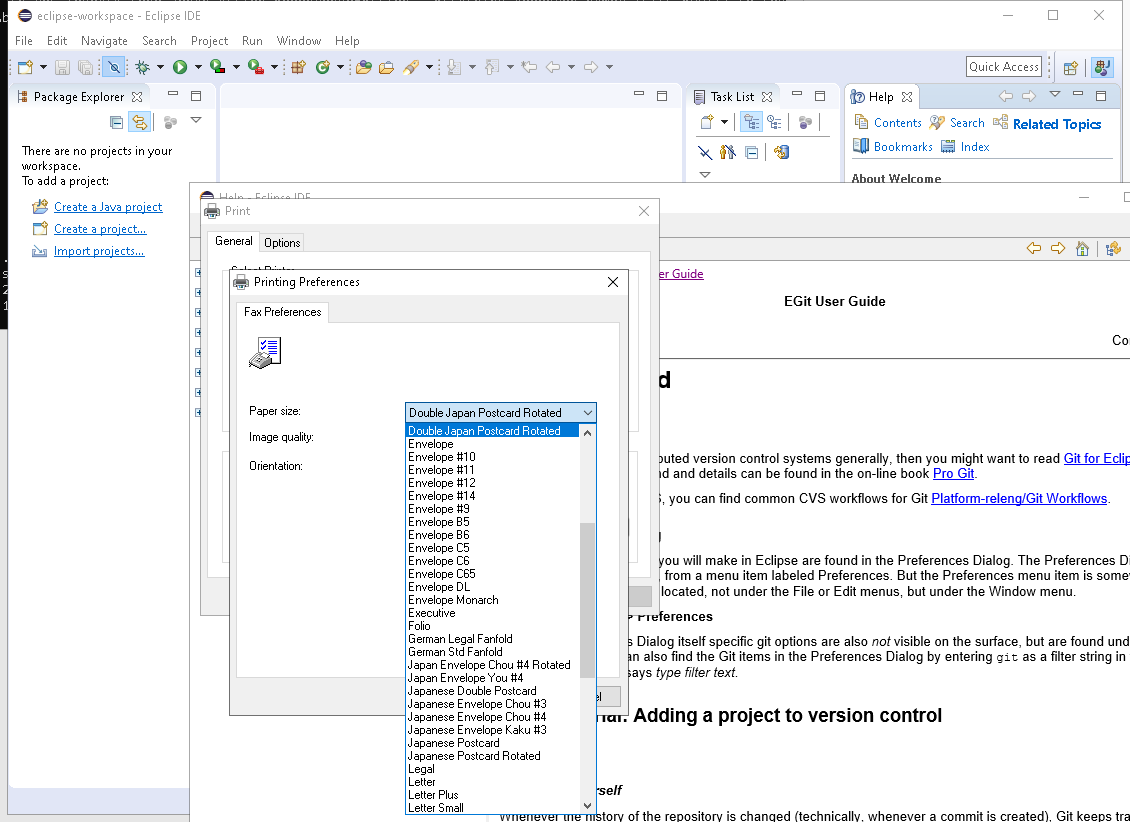 eclipse-workspace - Eclipse IDE
File Edit Navigate Search Project Run Window Help
Quick Access
Package Explorer
Task List
Help
Contents Search Related Topics
Bookmarks Index
About Welcome
There are no projects in your
workspace.
To add a project:
Create a Java project
Create a project...
Import projects...
Help - Eclipse IDE
Print
General Options
Select Printer
Printing Preferences
Fax Preferences
Paper size:
Double Japan Postcard Rotated
Image quality:
Orientation:
Double Japan Postcard Rotated
Envelope
Envelope #10
Envelope #11
Envelope #12
Envelope #14
Envelope #9
Envelope B5
Envelope B6
Envelope C5
Envelope C6
Envelope C65
Envelope DL
Envelope Monarch
Executive
Folio
German Legal Fanfold
German Std Fanfold
Japan Envelope Chou #4 Rotated
Japan Envelope You #4
Japanese Double Postcard
Japanese Envelope Chou #3
Japanese Envelope Chou #4
Japanese Envelope Kaku #3
Japanese Postcard
Japanese Postcard Rotated
Legal
Letter
Letter Plus
Letter Small
er Guide
EGit User Guide
Co
d
uted version control systems generally, then you might want to read Git for Eclip
nd and details can be found in the on-line book Pro Git.
S, you can find common CVS workflows for Git Platform-releng/Git Workflows.
you will make in Eclipse are found in the Preferences Dialog. The Preferences D
, from a menu item labeled Preferences. But the Preferences menu item is some
located, not under the File or Edit menus, but under the Window menu.
> Preferences
s Dialog itself specific git options are also not visible on the surface, but are found und
an also find the Git items in the Preferences Dialog by entering git as a filter string in
says type filter text.
rial: Adding a project to version control
rself
Whenever the history of the repository is changed (technically, whenever a commit is created), Git keeps tra